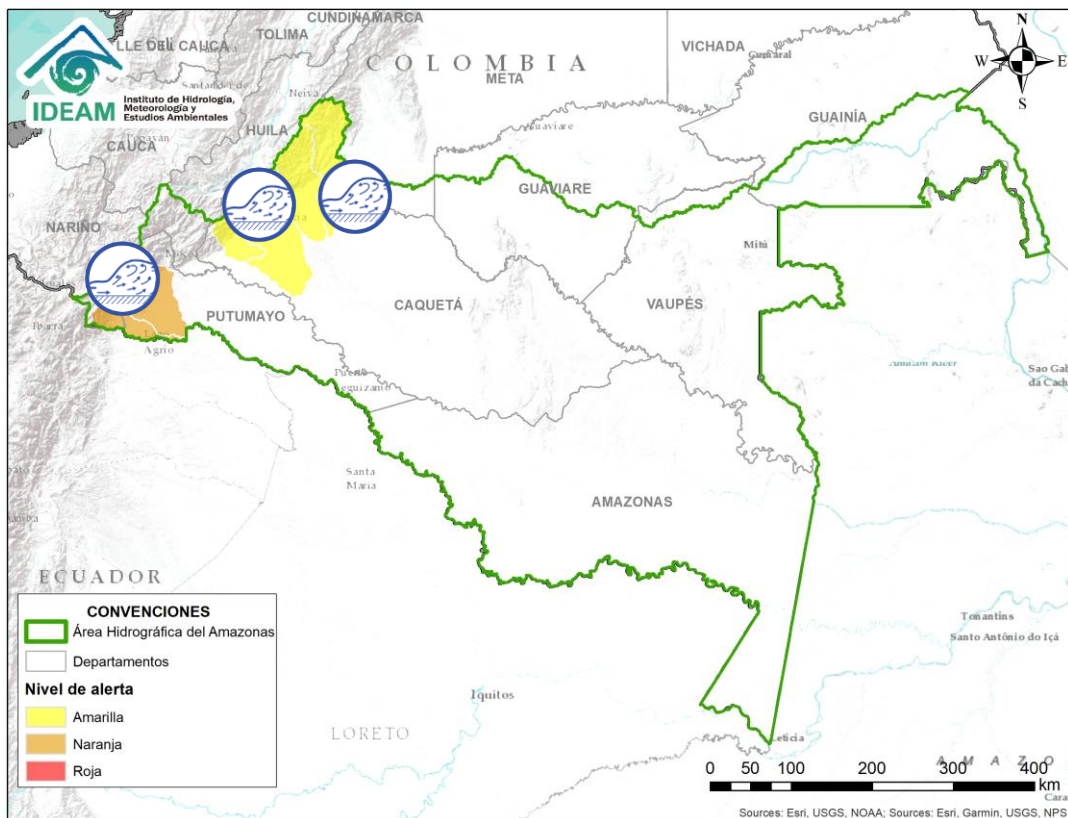 CUNDINAMARCA
TOLIMA
LLE DEL CAUCA
VICHADA
COLOMBIA
META
IDEAM
Instituto de Hidrología,
Meteorología y
Estudios Ambientales
Neiva
HUILA
CAUCA
GUAINÍA
GUAVIARE
NARIÑO
Mitú
CAQUETÁ
VAUPÉS
PUTUMAYO
Agrio
Santa
Maria
AMAZONAS
ECUADOR
Tonantins
Santo Antônio do Içá
Iquitos
LORETO
Leticia
A M A Z O
N
W
E
S
CONVENCIONES
Área Hidrográfica del Amazonas
Departamentos
Nivel de alerta
Amarilla
Naranja
Roja
0 50 100 200 300 400
km
Sources: Esri, USGS, NOAA; Sources: Esri, Garmin, USGS, NPS